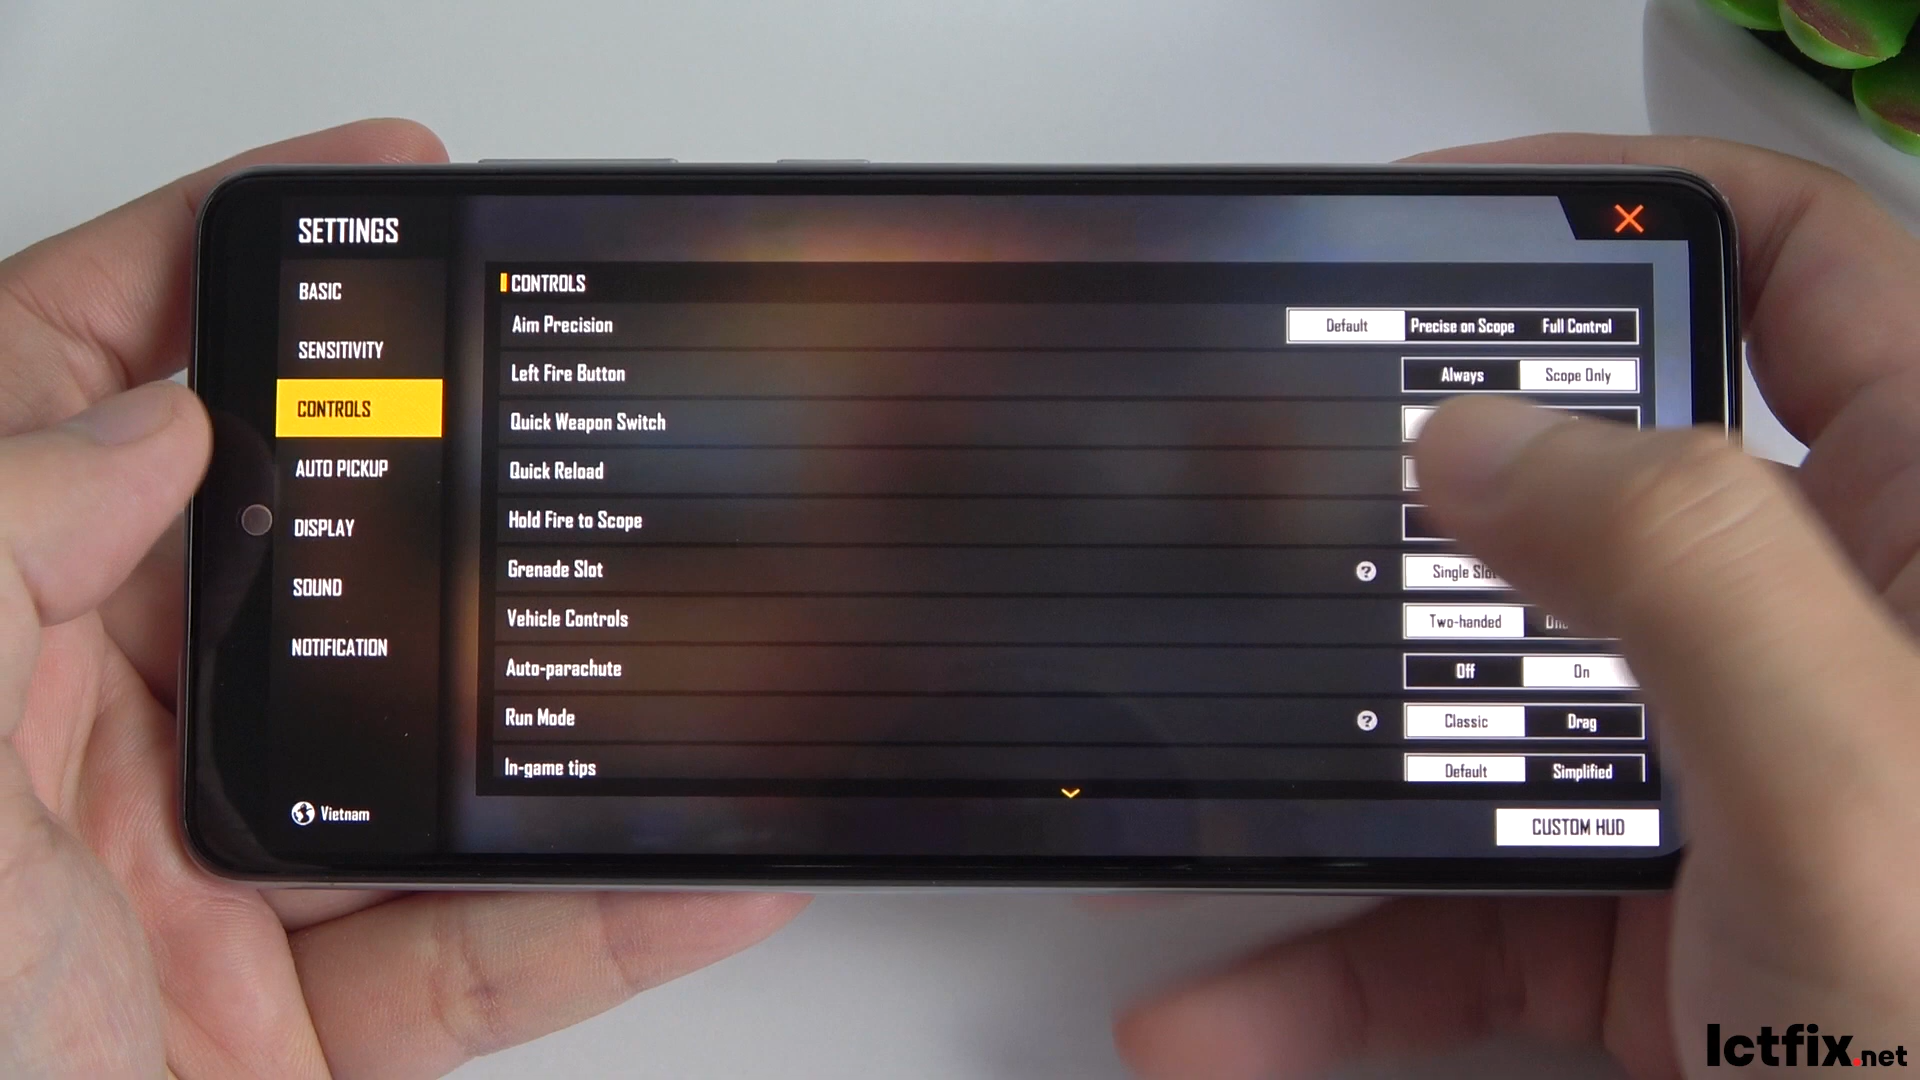 SETTINGS
BASIC
SENSITIVITY
CONTROLS
AUTO PICKUP
DISPLAY
SOUND
NOTIFICATION
Vietnam
CONTROLS
Aim Precision Default Precise on Scope Full Control
Left Fire Button Always Scope Only
Quick Weapon Switch
Quick Reload
Hold Fire to Scope
Grenade Slot ? Single Slot
Vehicle Controls Two-handed
Auto-parachute Off On
Run Mode ? Classic Drag
In-game tips Default Simplified
CUSTOM HUD
Ictfix.net